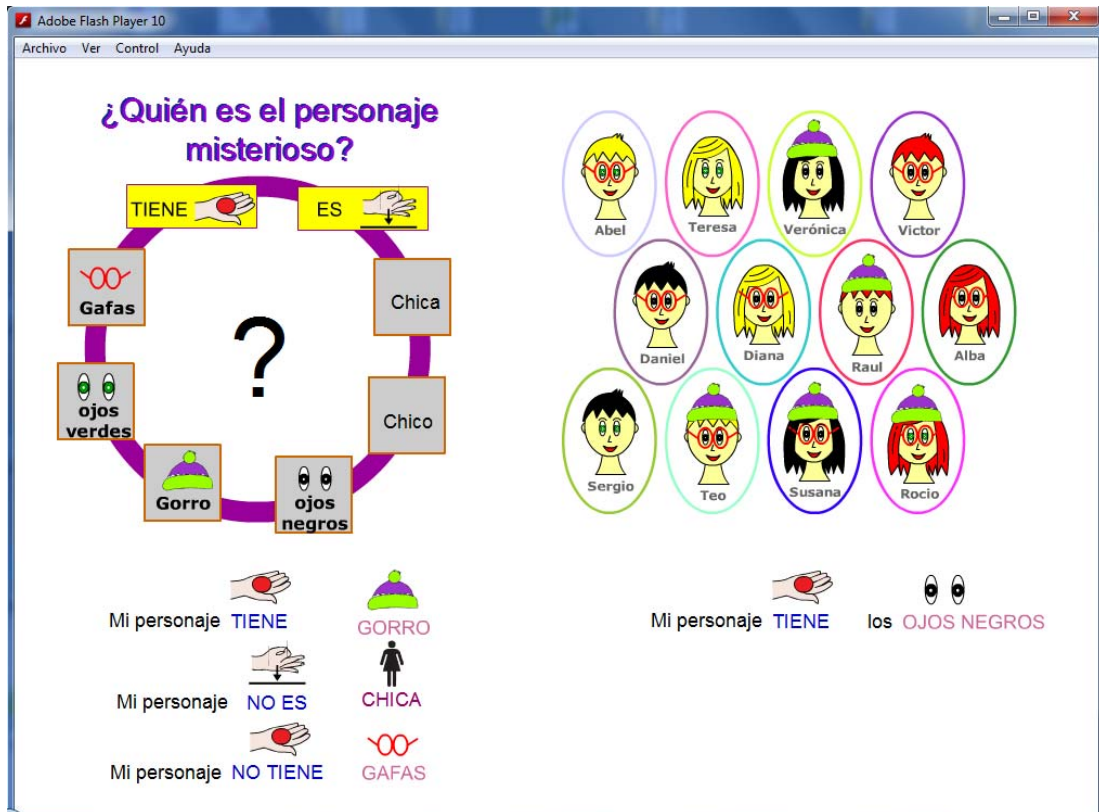 Adobe Flash Player 10
Archivo Ver Control Ayuda
¿Quién es el personaje
misterioso?
TIENE
ES
Gafas
Chica
ojos
verdes
Chico
Gorro
ojos
negros
Abel
Teresa
Verónica
Victor
Daniel
Diana
Raul
Alba
Sergio
Teo
Susana
Rocio
Mi personaje TIENE GORRO
Mi personaje NO ES CHICA
Mi personaje NO TIENE GAFAS
Mi personaje TIENE los OJOS NEGROS